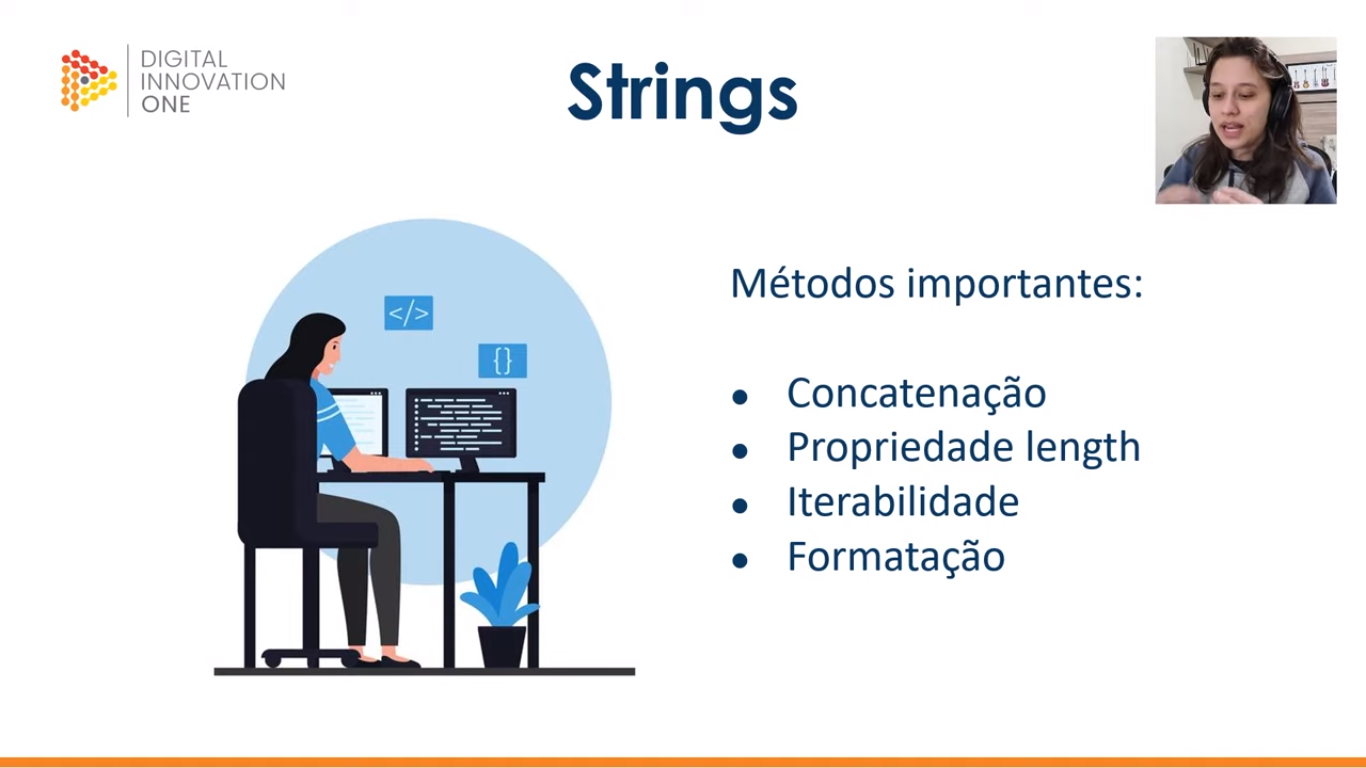 DIGITAL
INNOVATION
ONE
Strings
</>
{}
Métodos importantes:
● Concatenação
● Propriedade length
● Iterabilidade
● Formatação